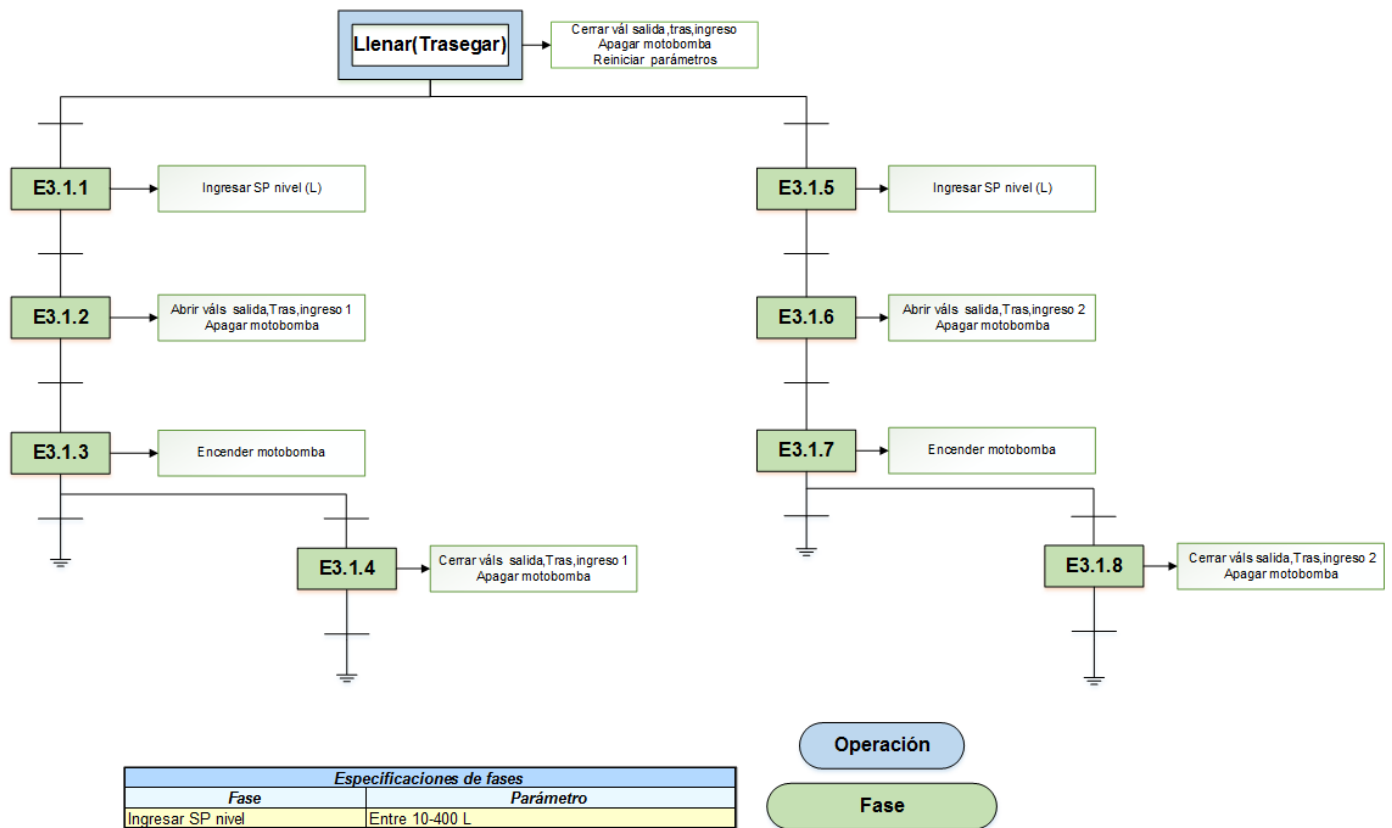 Llenar(Trasegar)
Cerrar vál salida,tras,ingreso
Apagar motobomba
Reiniciar parámetros
E3.1.1
Ingresar SP nivel (L)
E3.1.5
Ingresar SP nivel (L)
E3.1.2
Abrir váls salida,Tras,ingreso 1
Apagar motobomba
E3.1.6
Abrir váls salida,Tras,ingreso 2
Apagar motobomba
E3.1.3
Encender motobomba
E3.1.7
Encender motobomba
E3.1.4
Cerrar váls salida,Tras,ingreso 1
Apagar motobomba
E3.1.8
Cerrar váls salida,Tras,ingreso 2
Apagar motobomba
Operación
Fase
Especificaciones de fases
Fase Parámetro
Ingresar SP nivel Entre 10-400 L